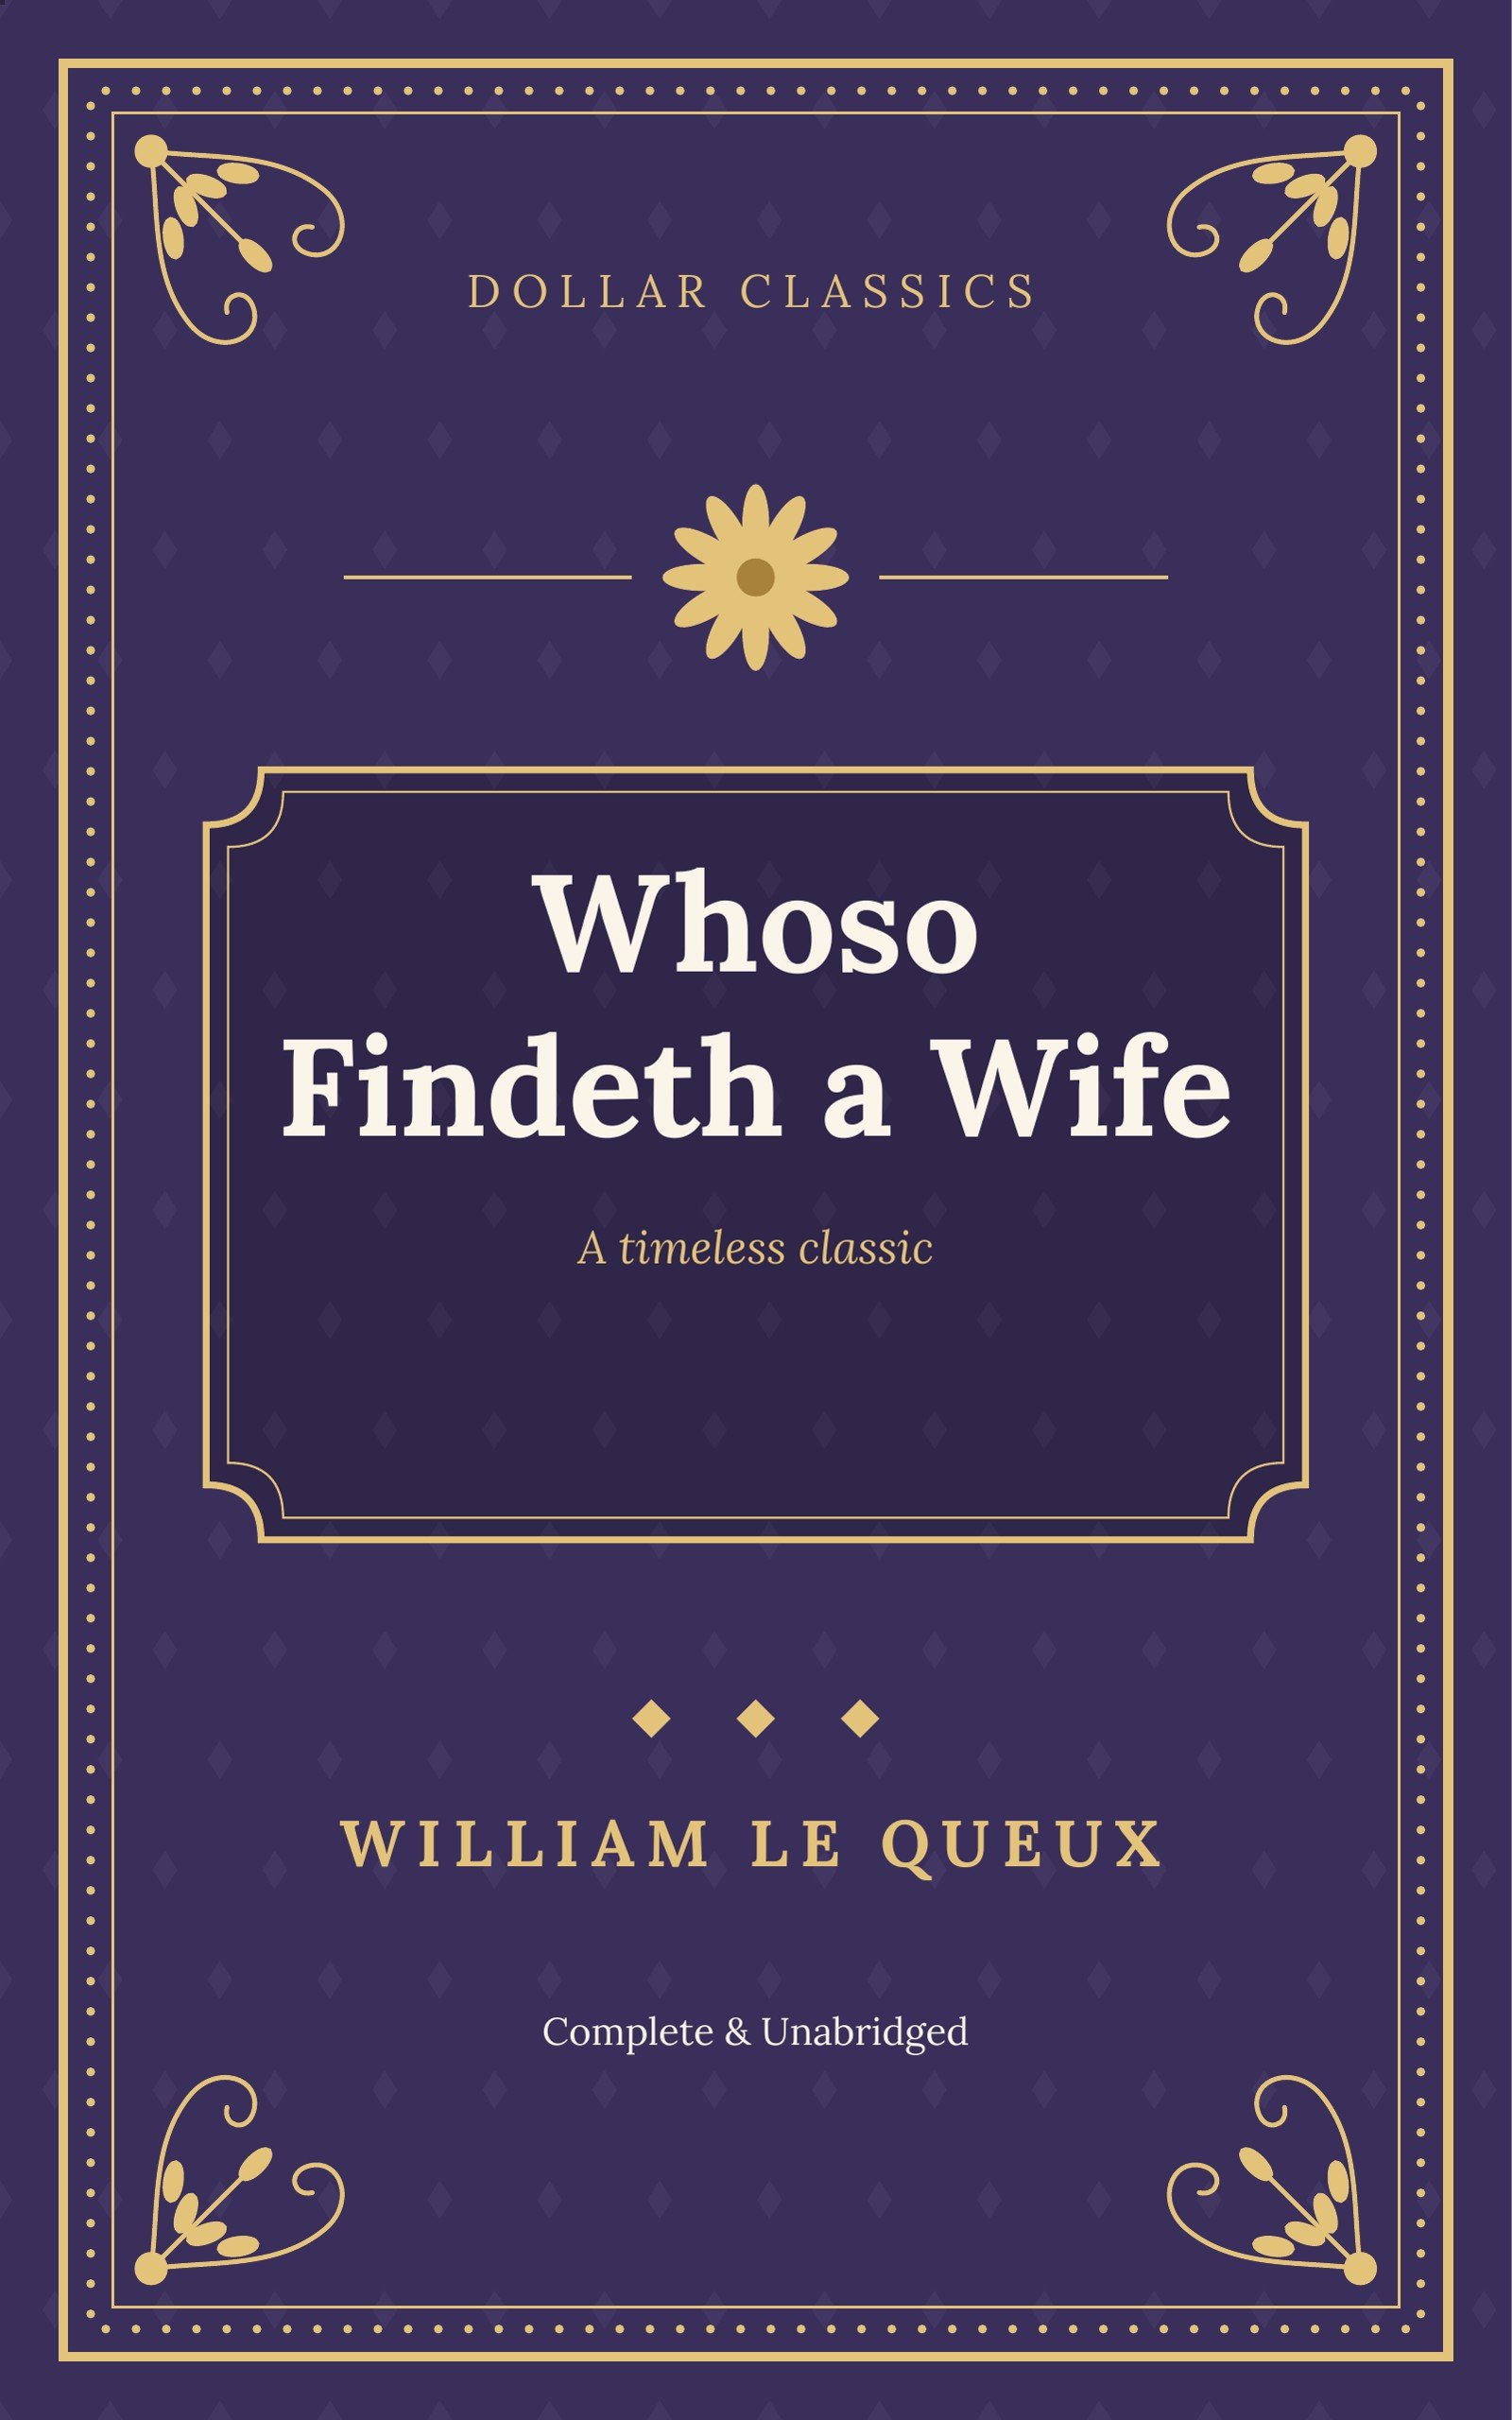 DOLLAR CLASSICS
Whoso
Findeth a Wife
A timeless classic
WILLIAM LE QUEUX
Complete & Unabridged